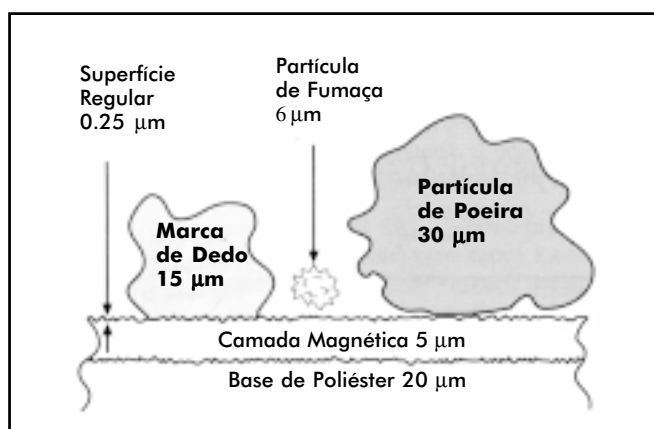 Superfície
Regular
0.25 µm
Partícula
de Fumaça
6 µm
Marca
de Dedo
15 µm
Partícula
de Poeira
30 µm
Camada Magnética 5 µm
Base de Poliéster 20 µm